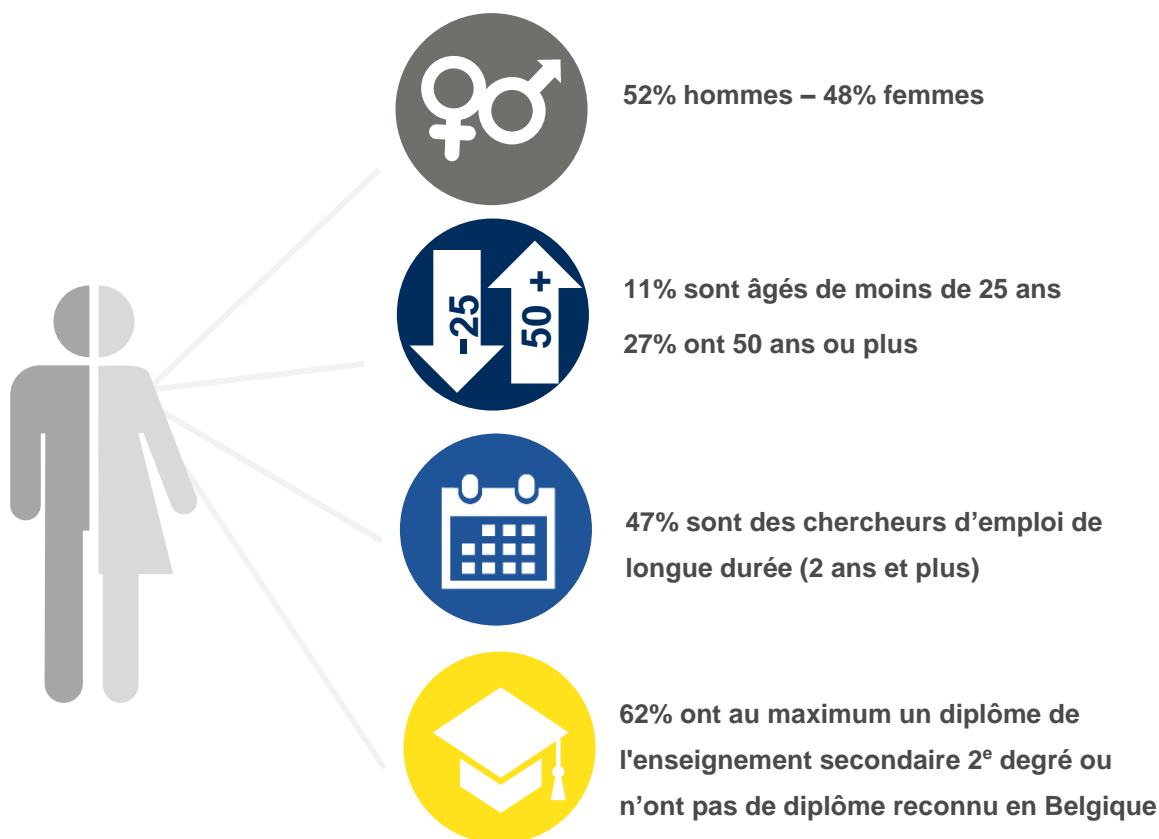 52% hommes – 48% femmes
-25
50 +
11% sont âgés de moins de 25 ans
27% ont 50 ans ou plus
47% sont des chercheurs d’emploi de
longue durée (2 ans et plus)
62% ont au maximum un diplôme de
l'enseignement secondaire 2e degré ou
n’ont pas de diplôme reconnu en Belgique